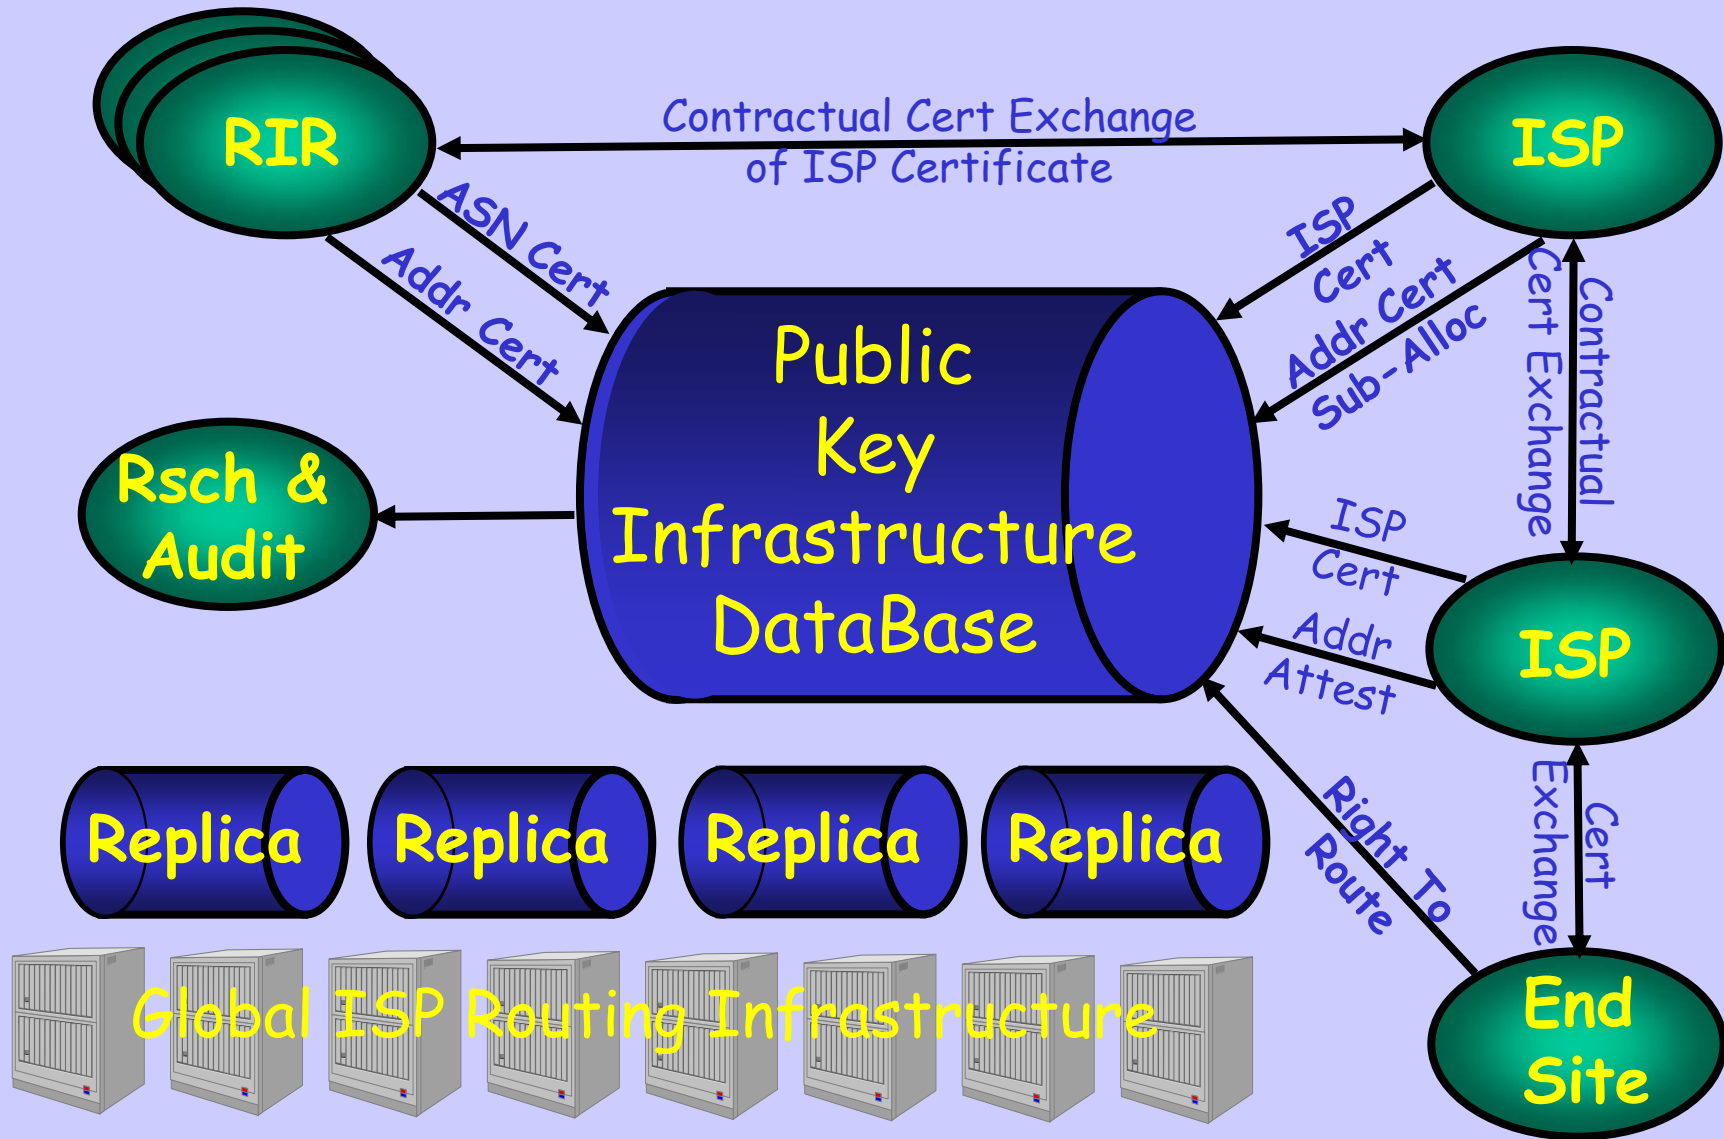 RIR
Contractual Cert Exchange
of ISP Certificate
ISP
ASN Cert
Addr Cert
ISP
Cert
Addr Cert
Sub-Alloc
Contractual
Cert Exchange
Public
Key
Infrastructure
DataBase
Rsch &
Audit
ISP
Cert
Addr
Attest
ISP
Right To
Route
Cert
Exchange
Replica
Replica
Replica
Replica
Global ISP Routing Infrastructure
End
Site